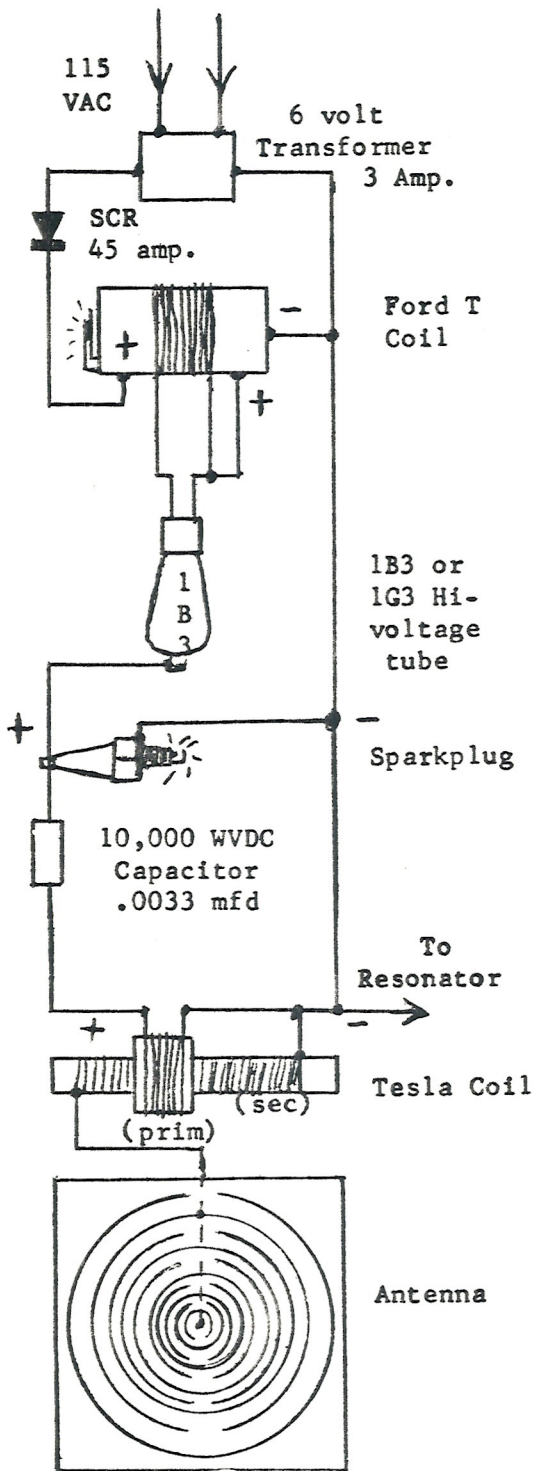 115
VAC
6 volt
Transformer
3 Amp.
SCR
45 amp.
-
+
Ford T
Coil
+
1
B
3
1B3 or
1G3 Hi-
voltage
tube
+
-
Sparkplug
10,000 WVDC
Capacitor
.0033 mfd
To
Resonator
+
-
Tesla Coil
(prim)
(sec)
Antenna